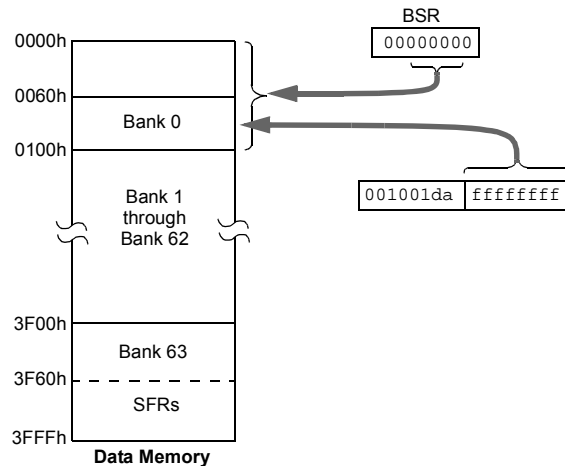 BSR
00000000
0000h
0060h
Bank 0
0100h
001001da ffffffff
Bank 1
through
Bank 62
3F00h
Bank 63
3F60h
SFRs
3FFFh
Data Memory